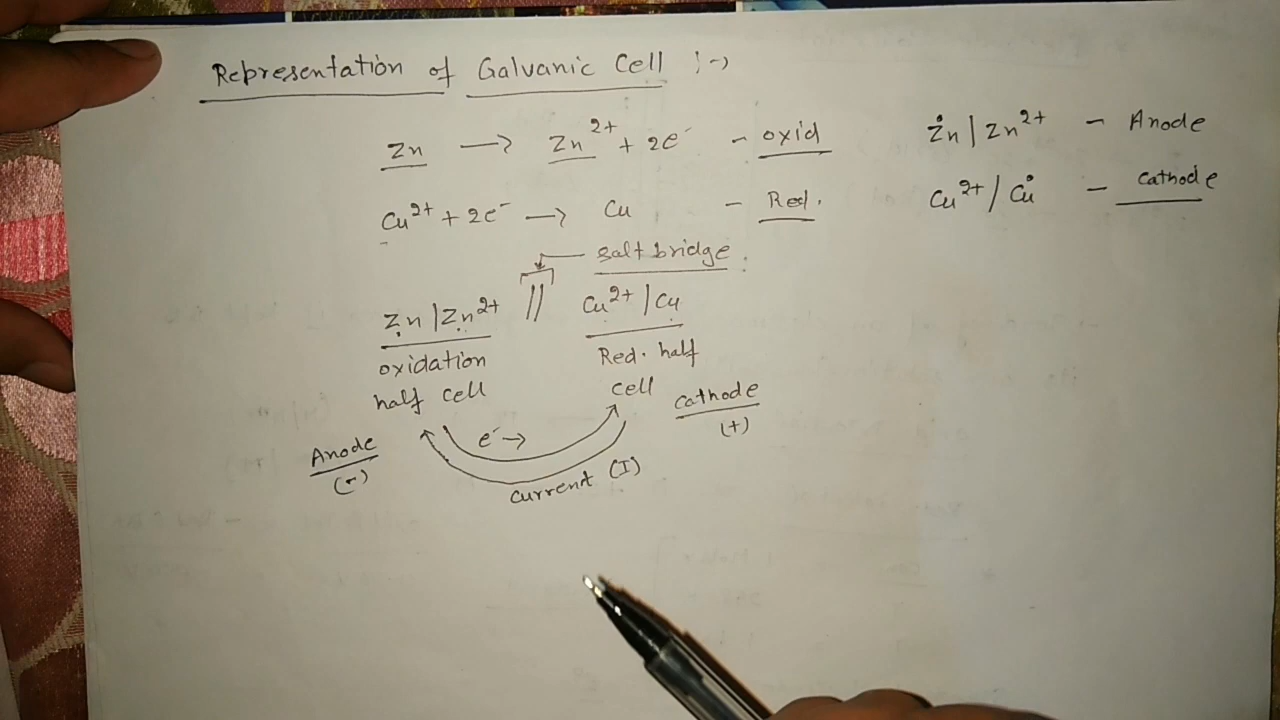 Representation of Galvanic Cell :->
Zn → Zn²⁺ + 2e⁻ - oxid
Zn | Zn²⁺ - Anode
Cu²⁺ + 2e⁻ → Cu - Red.
Cu²⁺ / Cu - Cathode
salt bridge.
Zn | Zn²⁺ // Cu²⁺ | Cu
oxidation Red. half
half cell cell
Cathode
(+)
Anode
(-)
e⁻ →
Current (I)